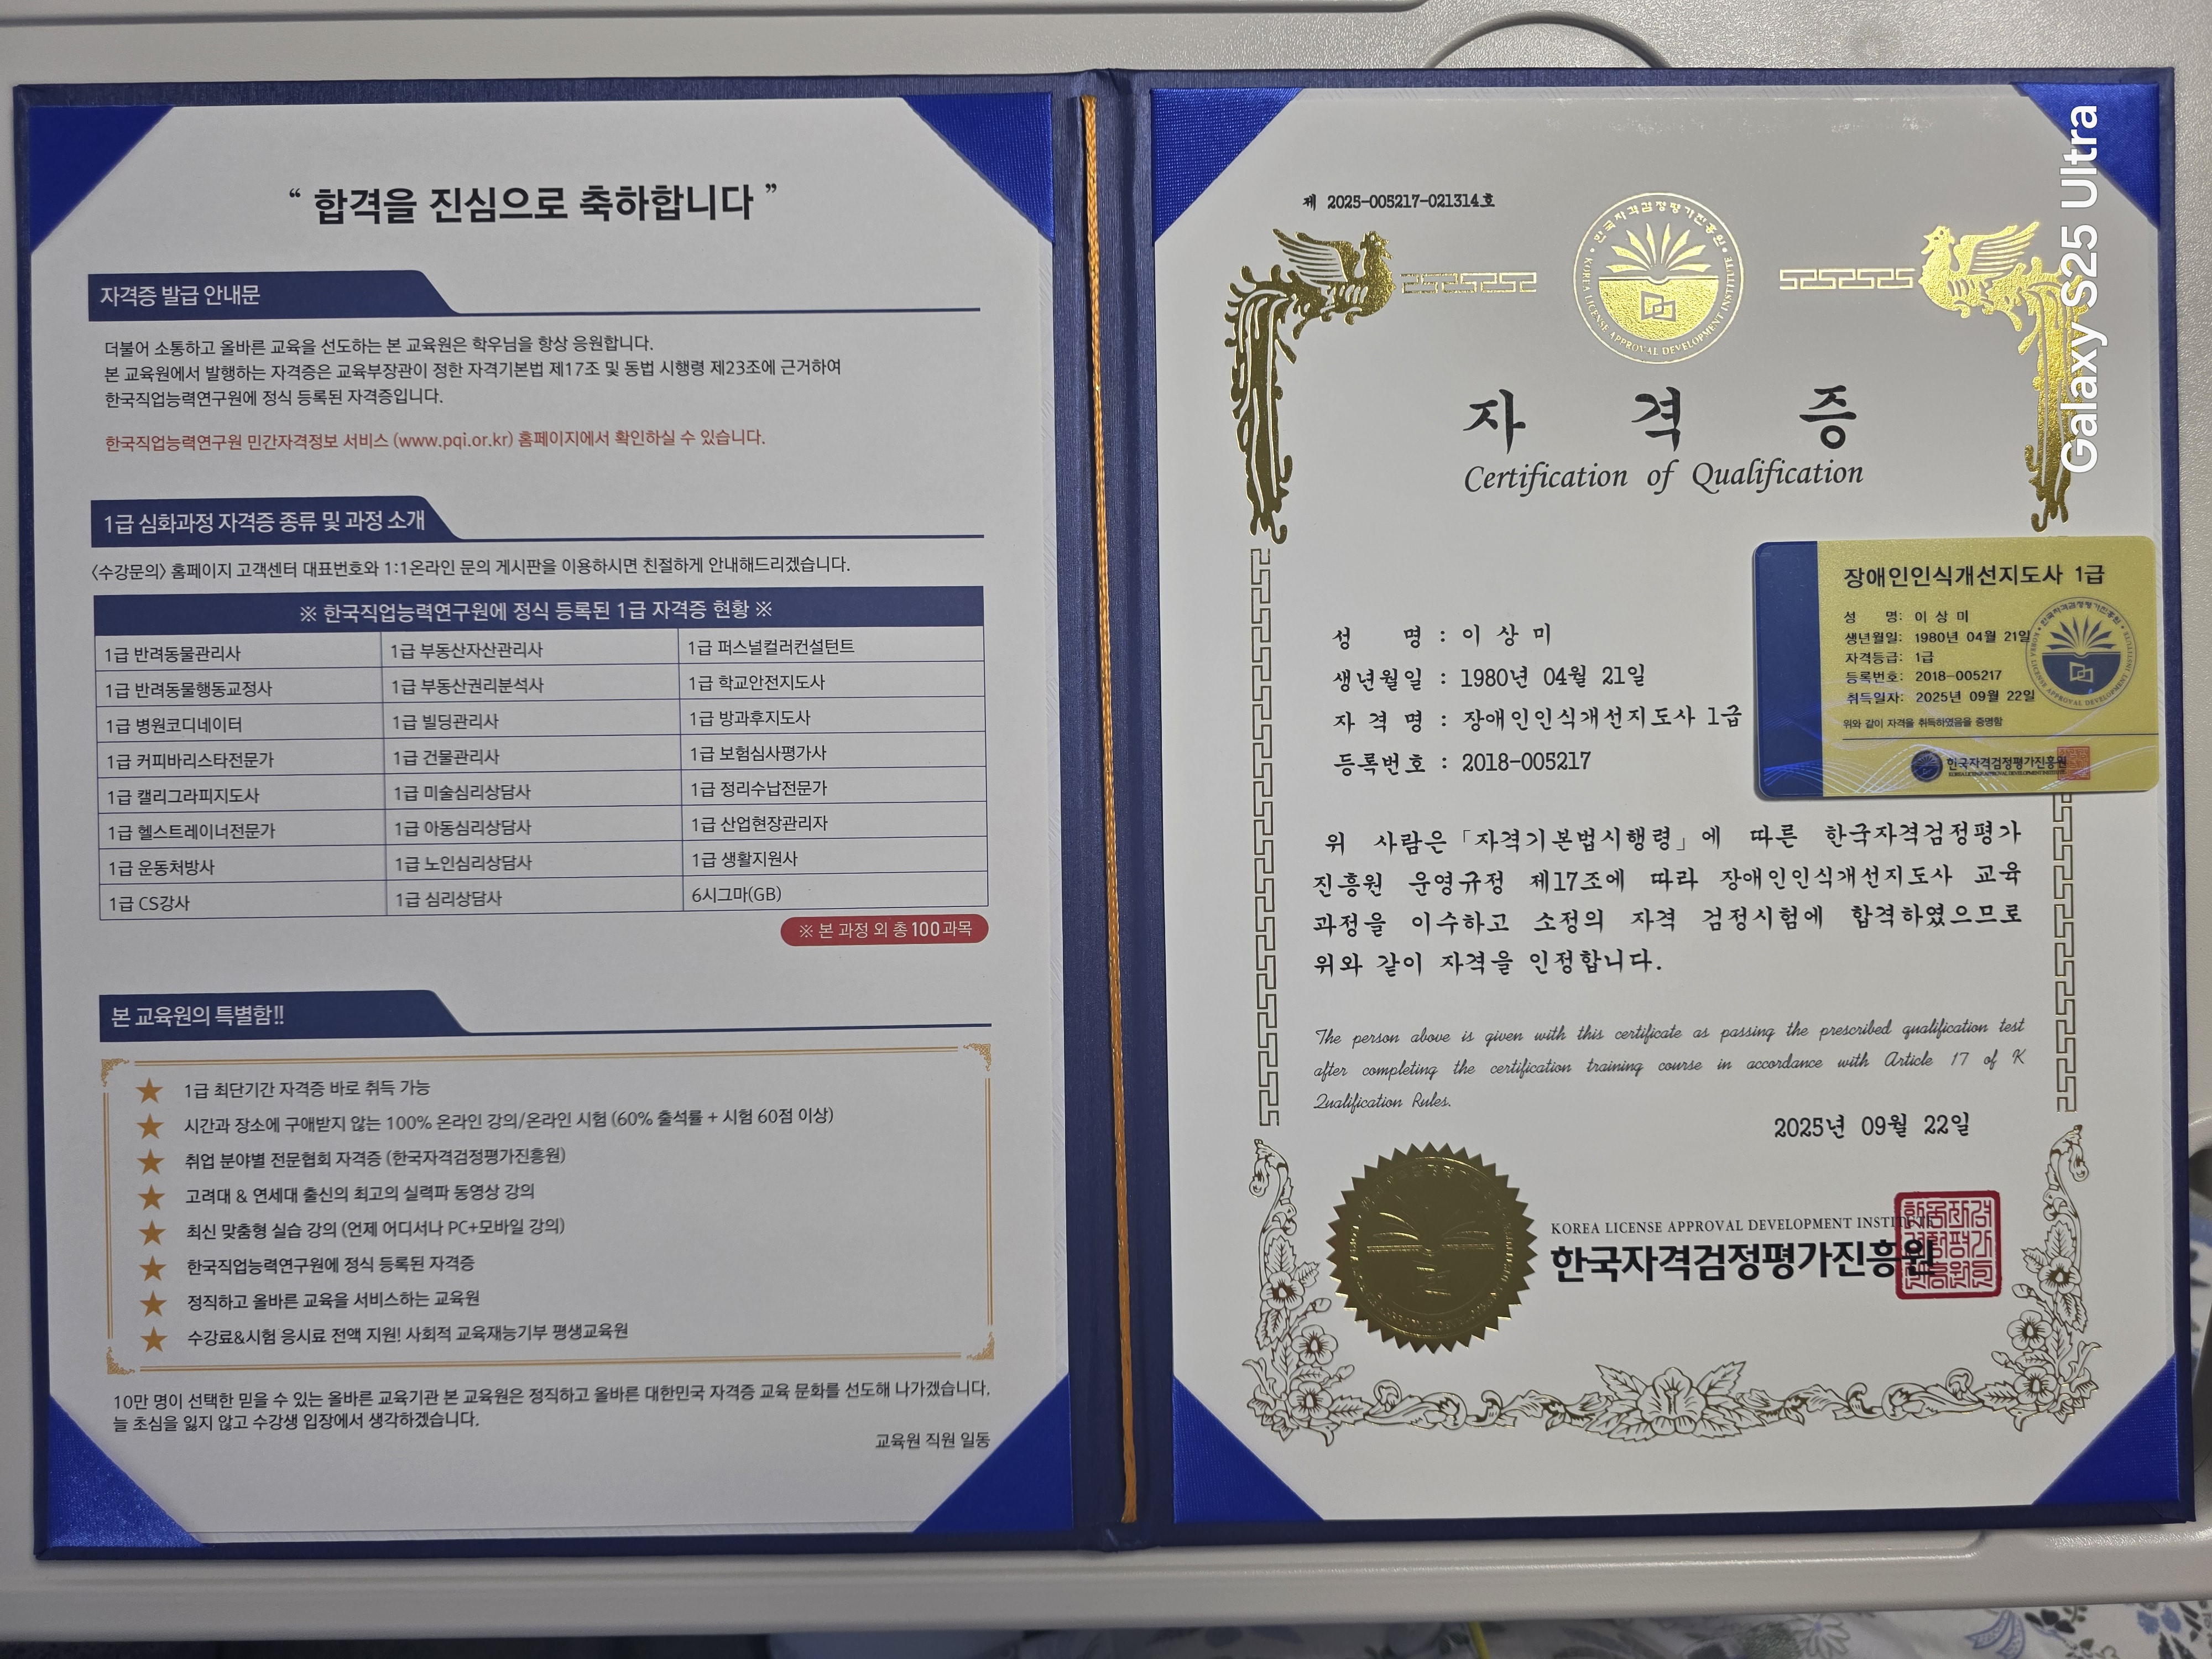 “ 합격을 진심으로 축하합니다 ”
자격증 발급 안내문
더불어 소통하고 올바른 교육을 선도하는 본 교육원은 학우님을 항상 응원합니다.
본 교육원에서 발행하는 자격증은 교육부장관이 정한 자격기본법 제17조 및 동법 시행령 제23조에 근거하여
한국직업능력연구원에 정식 등록된 자격증입니다.
한국직업능력연구원 민간자격정보 서비스 (www.pqi.or.kr) 홈페이지에서 확인하실 수 있습니다.
1급 심화과정 자격증 종류 및 과정 소개
<수강문의> 홈페이지 고객센터 대표번호와 1:1온라인 문의 게시판을 이용하시면 친절하게 안내해드리겠습니다.
※ 한국직업능력연구원에 정식 등록된 1급 자격증 현황 ※
1급 반려동물관리사 1급 부동산자산관리사 1급 퍼스널컬러컨설턴트
1급 반려동물행동교정사 1급 부동산권리분석사 1급 학교안전지도사
1급 병원코디네이터 1급 빌딩관리사 1급 방과후지도사
1급 커피바리스타전문가 1급 건물관리사 1급 보험심사평가사
1급 캘리그라피지도사 1급 미술심리상담사 1급 정리수납전문가
1급 헬스트레이너전문가 1급 아동심리상담사 1급 산업현장관리자
1급 운동처방사 1급 노인심리상담사 1급 생활지원사
1급 CS강사 1급 심리상담사 6시그마(GB)
※ 본 과정 외 총 100과목
본 교육원의 특별함!!
★ 1급 최단기간 자격증 바로 취득 가능
★ 시간과 장소에 구애받지 않는 100% 온라인 강의/온라인 시험 (60% 출석률 + 시험 60점 이상)
★ 취업 분야별 전문협회 자격증 (한국자격검정평가진흥원)
★ 고려대 & 연세대 출신의 최고의 실력파 동영상 강의
★ 최신 맞춤형 실습 강의 (언제 어디서나 PC+모바일 강의)
★ 한국직업능력연구원에 정식 등록된 자격증
★ 정직하고 올바른 교육을 서비스하는 교육원
★ 수강료&시험 응시료 전액 지원! 사회적 교육재능기부 평생교육원
10만 명이 선택한 믿을 수 있는 올바른 교육기관 본 교육원은 정직하고 올바른 대한민국 자격증 교육 문화를 선도해 나가겠습니다.
늘 초심을 잃지 않고 수강생 입장에서 생각하겠습니다.
교육원 직원 일동
제 2025-005217-021314호
한국자격검정평가진흥원
KOREA LICENSE APPROVAL DEVELOPMENT INSTITUTE
자 격 증
Certification of Qualification
성 명 : 이 상 미
생년월일 : 1980년 04월 21일
자 격 명 : 장애인인식개선지도사 1급
등록번호 : 2018-005217
위 사람은 「자격기본법시행령」에 따른 한국자격검정평가
진흥원 운영규정 제17조에 따라 장애인인식개선지도사 교육
과정을 이수하고 소정의 자격 검정시험에 합격하였으므로
위와 같이 자격을 인정합니다.
The person above is given with this certificate as passing the prescribed qualification test
after completing the certification training course in accordance with Article 17 of K
Qualification Rules.
2025년 09월 22일
KOREA LICENSE APPROVAL DEVELOPMENT INSTITUTE
한국자격검정평가진흥원
장애인인식개선지도사 1급
성 명: 이 상 미
생년월일: 1980년 04월 21일
자격등급: 1급
등록번호: 2018-005217
취득일자: 2025년 09월 22일
위와 같이 자격을 취득하였음을 증명함
한국자격검정평가진흥원
KOREA LICENSE APPROVAL DEVELOPMENT INSTITUTE
Galaxy S25 Ultra